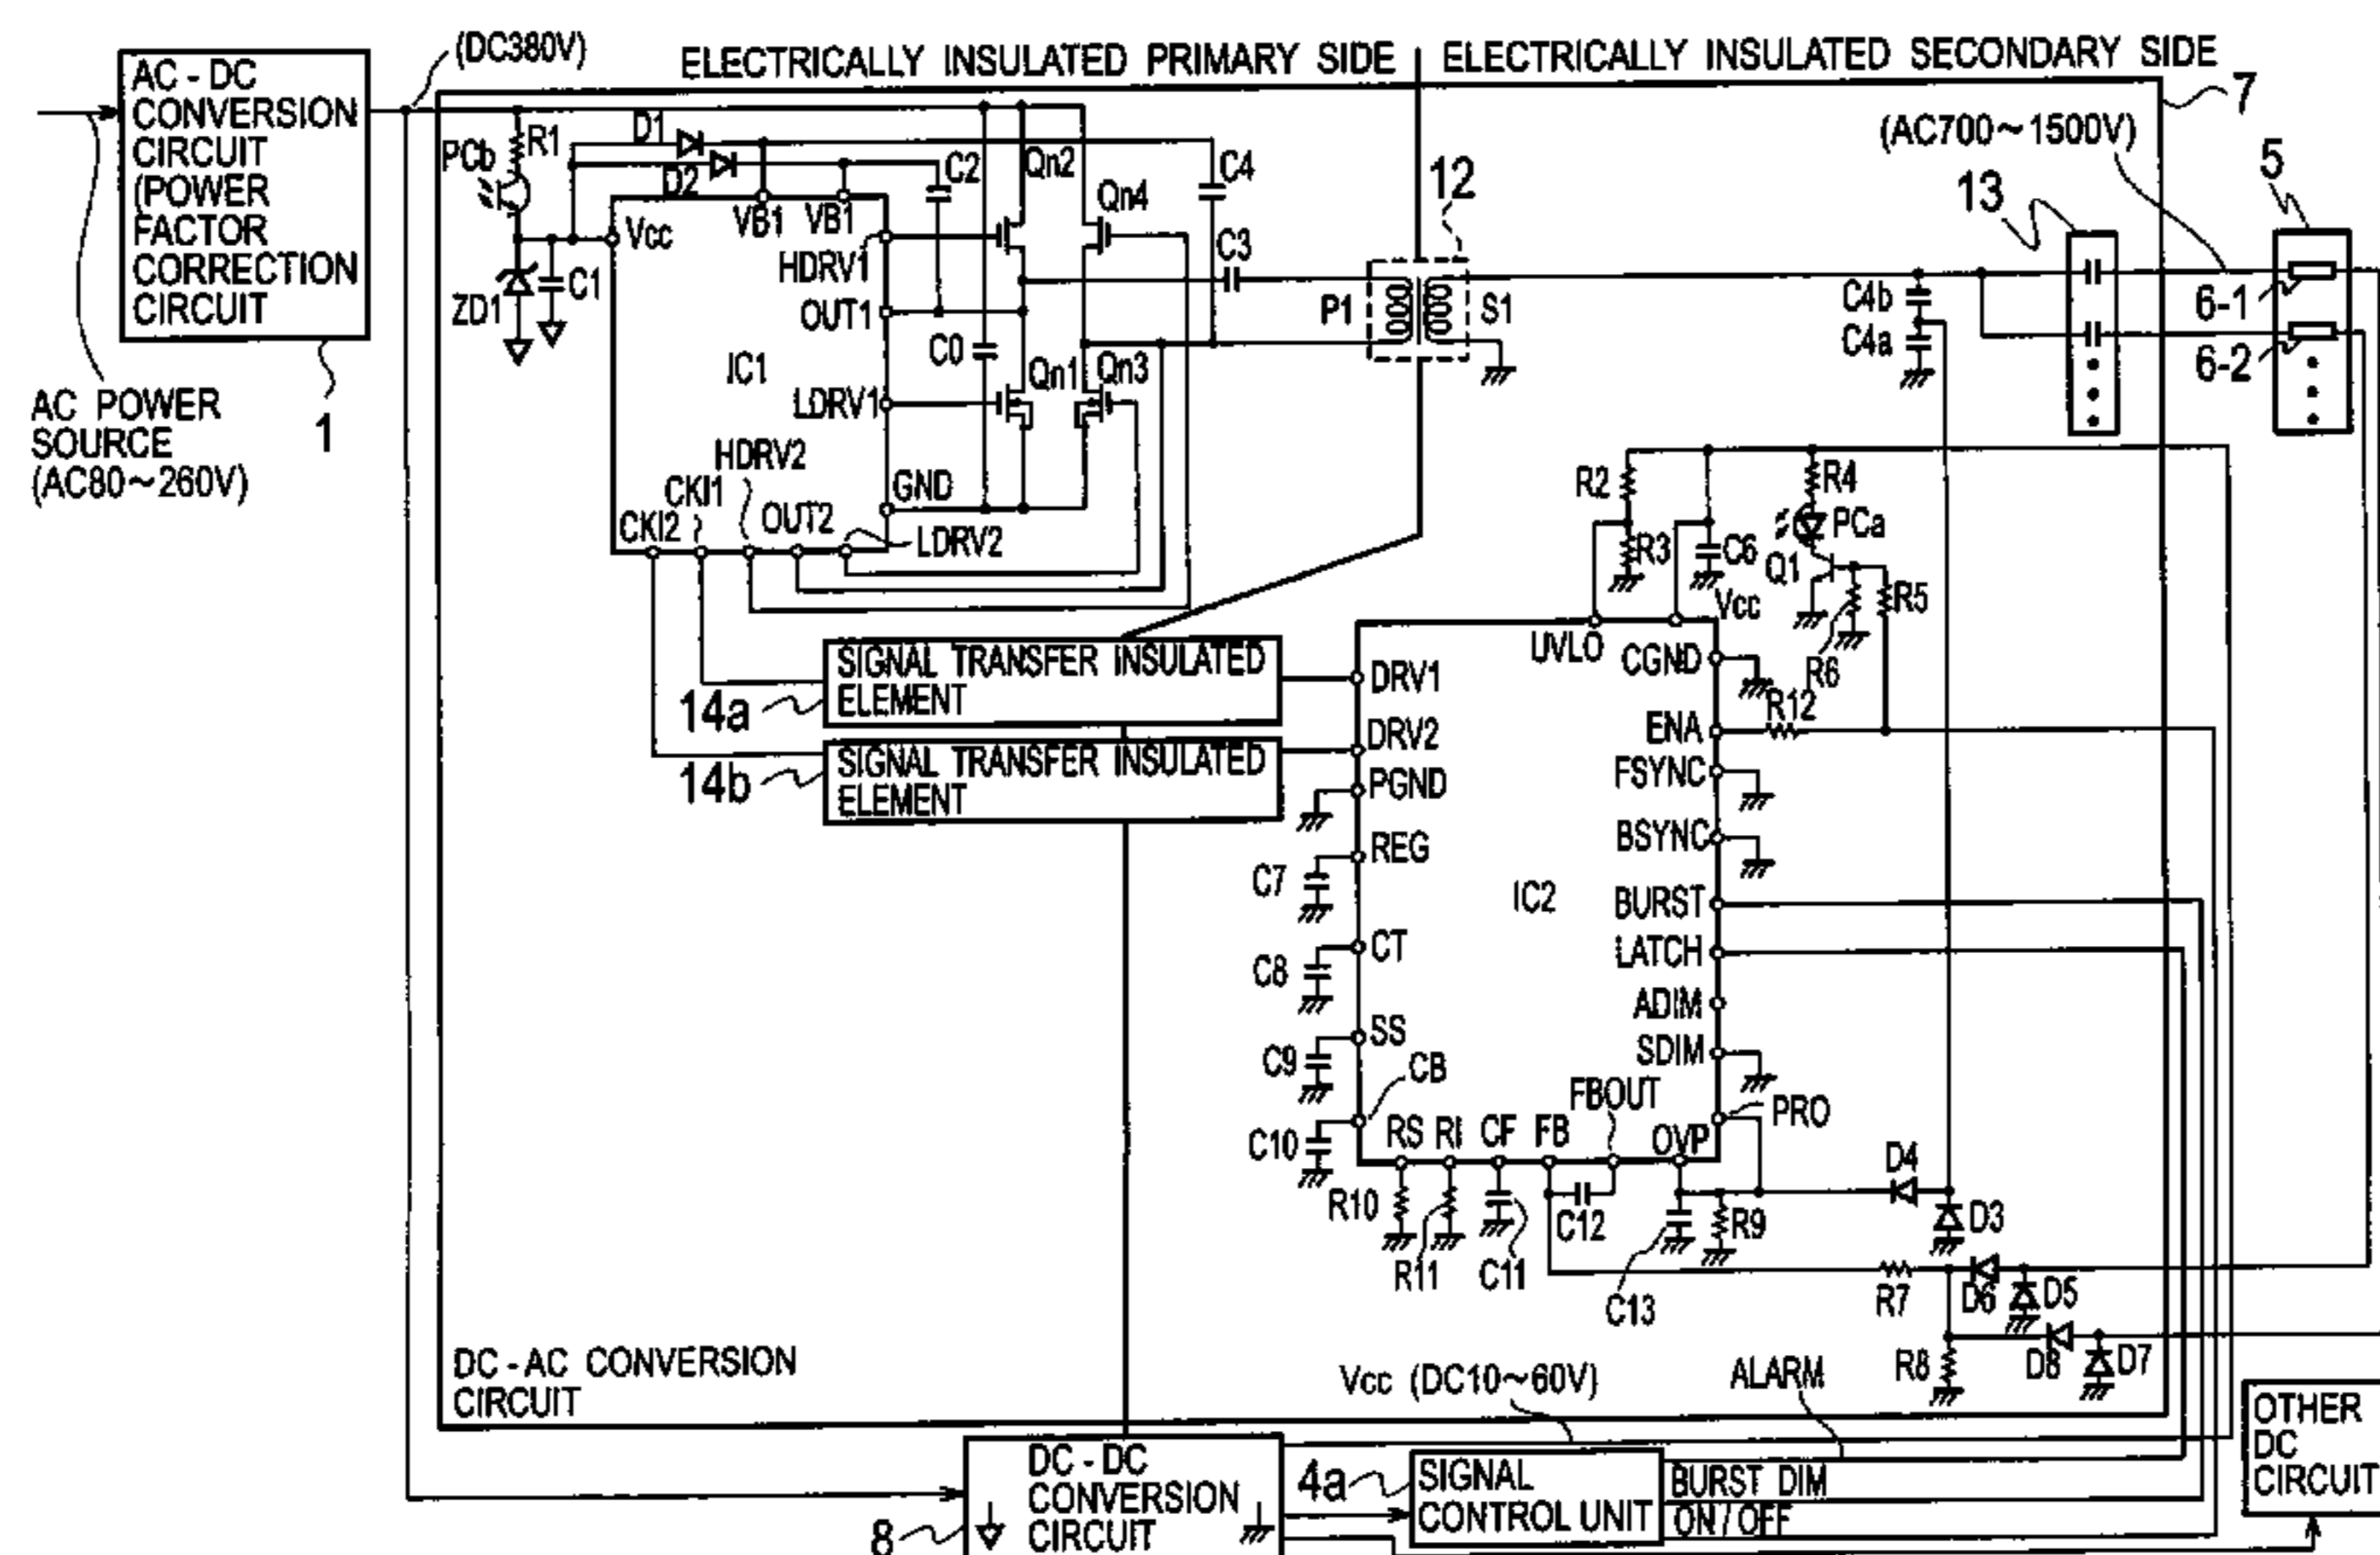 (DC380V)
ELECTRICALLY INSULATED PRIMARY SIDE
ELECTRICALLY INSULATED SECONDARY SIDE
7
AC - DC
CONVERSION
CIRCUIT
(POWER
FACTOR
CORRECTION
CIRCUIT
1
AC POWER
SOURCE
(AC80~260V)
PCb
R1
D1
D2
VB1
VB1
C2
Qn2
Qn4
C4
C3
12
(AC700~1500V)
13
5
Vcc
HDRV1
ZD1
C1
OUT1
C0
IC1
Qn1
Qn3
LDRV1
P1
S1
C4b
C4a
6-1
6-2
HDRV2
GND
CKI1
CKI2
OUT2
LDRV2
R2
R3
C6
R4
PCa
Q1
R5
R6
Vcc
UVLO
CGND
SIGNAL TRANSFER INSULATED
ELEMENT
14a
SIGNAL TRANSFER INSULATED
ELEMENT
14b
DRV1
DRV2
PGND
REG
C7
CT
C8
SS
C9
CB
C10
IC2
R12
ENA
FSYNC
BSYNC
BURST
LATCH
ADIM
SDIM
PRO
FBOUT
RS
RI
CF
FB
OVP
R10
R11
C11
C12
C13
R9
D4
D3
R7
D6
D5
R8
D8
D7
DC - AC CONVERSION
CIRCUIT
Vcc (DC10~60V)
ALARM
DC - DC
CONVERSION
CIRCUIT
8
4a
SIGNAL
CONTROL UNIT
BURST DIM
ON / OFF
OTHER
DC
CIRCUIT